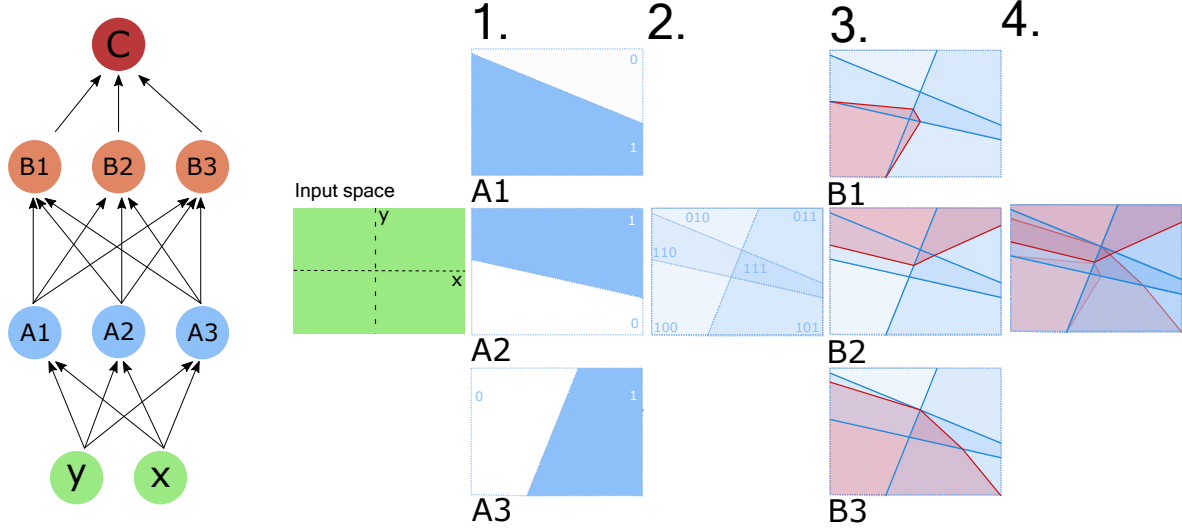 C
B1 B2 B3
A1 A2 A3
y x
Input space
y
x
1.
0
1
A1
1
0
A2
0
1
A3
2.
010 011
110
111
100 101
3.
B1
B2
B3
4.